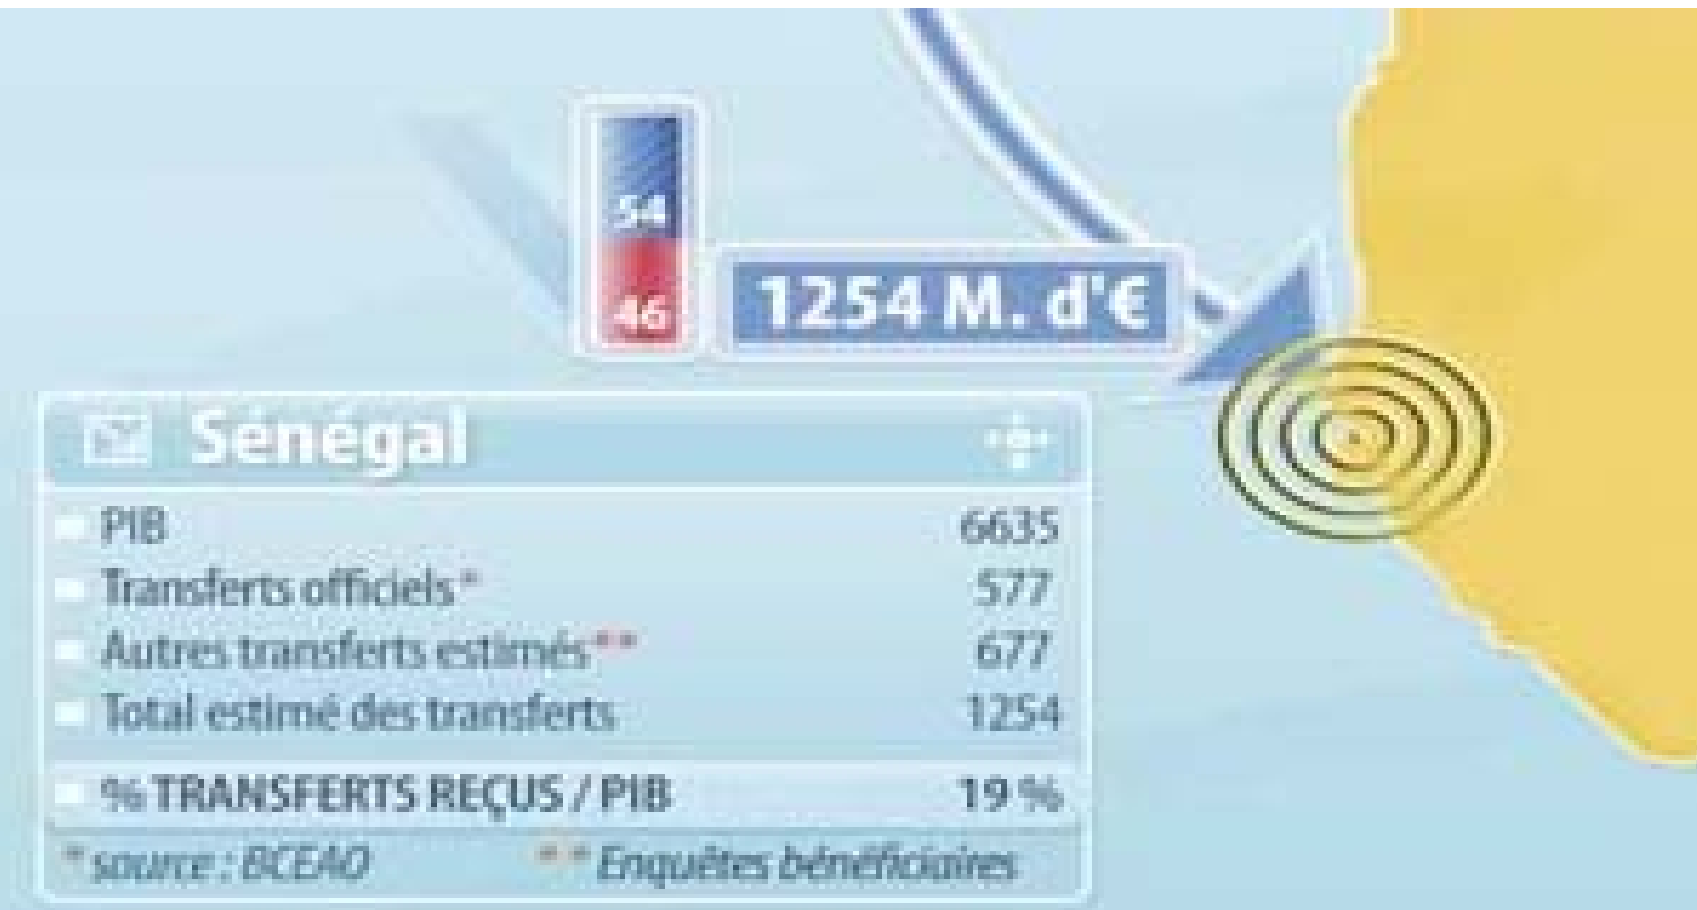 54
46
1254 M. d'€
Sénégal
PIB 6635
Transferts officiels* 577
Autres transferts estimés** 677
Total estimé des transferts 1254
% TRANSFERTS REÇUS / PIB 19 %
* source : BCEAO ** Enquêtes bénéficiaires